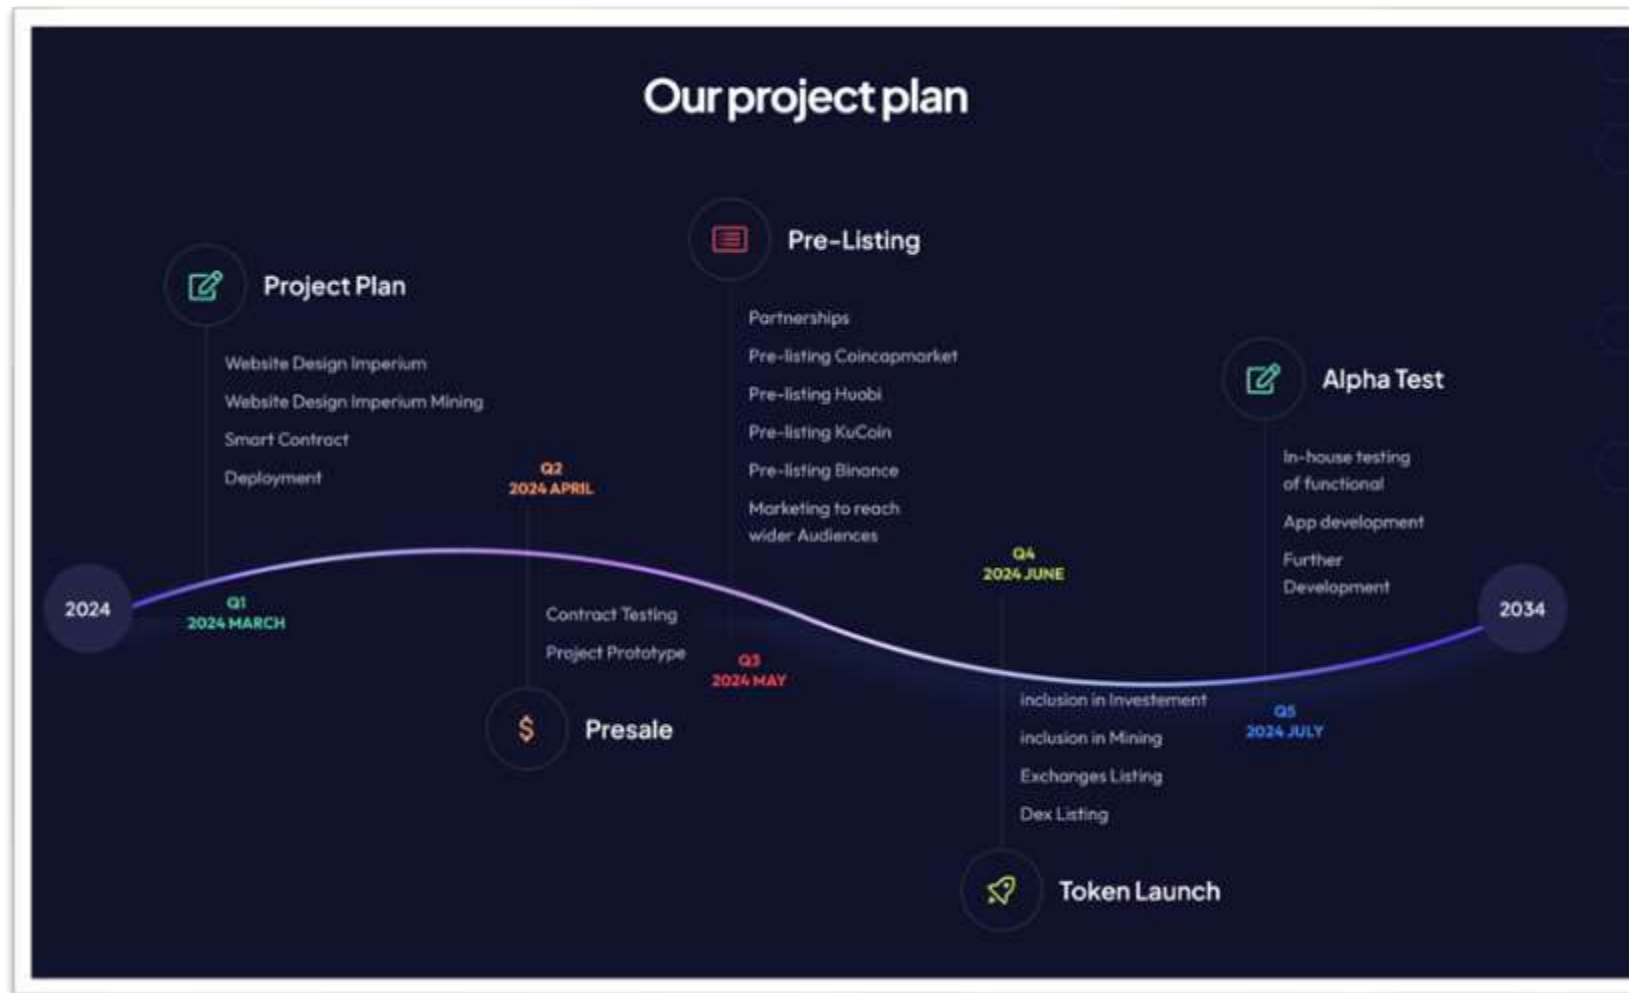 Our project plan
Project Plan
Website Design Imperium
Website Design Imperium Mining
Smart Contract
Deployment
2024
Q1
2024 MARCH
Q2
2024 APRIL
Contract Testing
Project Prototype
$
Presale
Pre-Listing
Partnerships
Pre-listing Coincapmarket
Pre-listing Huobi
Pre-listing KuCoin
Pre-listing Binance
Marketing to reach
wider Audiences
Q3
2024 MAY
Q4
2024 JUNE
inclusion in Investement
inclusion in Mining
Exchanges Listing
Dex Listing
Token Launch
Alpha Test
In-house testing
of functional
App development
Further
Development
Q5
2024 JULY
2034